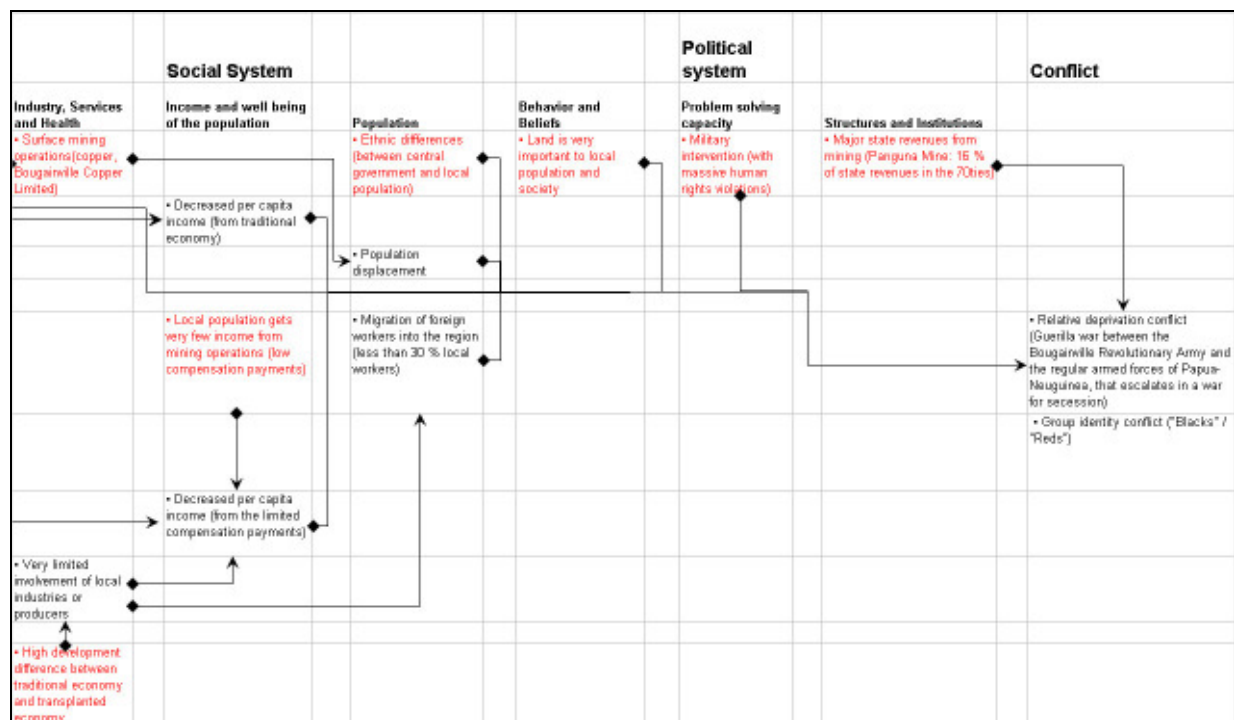 Social System
Political
system
Conflict
Industry, Services
and Health
Income and well being
of the population
Population
Behavior and
Beliefs
Problem solving
capacity
Structures and Institutions
• Surface mining
operations(copper,
Bougainville Copper
Limited)
• Ethnic differences
(between central
government and local
population)
• Land is very
important to local
population and
society
• Military
intervention (with
massive human
rights violations)
• Major state revenues from
mining (Panguna Mine: 16 %
of state revenues in the 70ties)
• Decreased per capita
income (from traditional
economy)
• Population
displacement
• Local population gets
very few income from
mining operations (low
compensation payments)
• Migration of foreign
workers into the region
(less than 30 % local
workers)
• Relative deprivation conflict
(Guerilla war between the
Bougainville Revolutionary Army and
the regular armed forces of Papua-
Neuguinea, that escalates in a war
for secession)
• Group identity conflict ("Blacks" /
"Reds")
• Decreased per capita
income (from the limited
compensation payments)
• Very limited
involvement of local
industries or
producers
• High development
difference between
traditional economy
and transplanted
economy